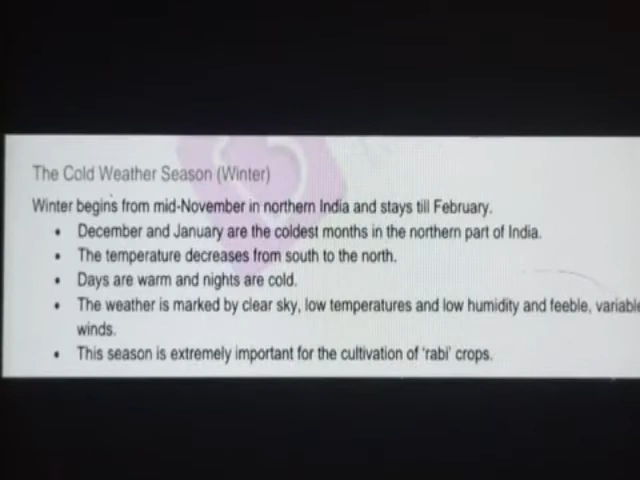 The Cold Weather Season (Winter)
Winter begins from mid-November in northern India and stays till February.
• December and January are the coldest months in the northern part of India.
• The temperature decreases from south to the north.
• Days are warm and nights are cold.
• The weather is marked by clear sky, low temperatures and low humidity and feeble, variable
winds.
• This season is extremely important for the cultivation of 'rabi' crops.